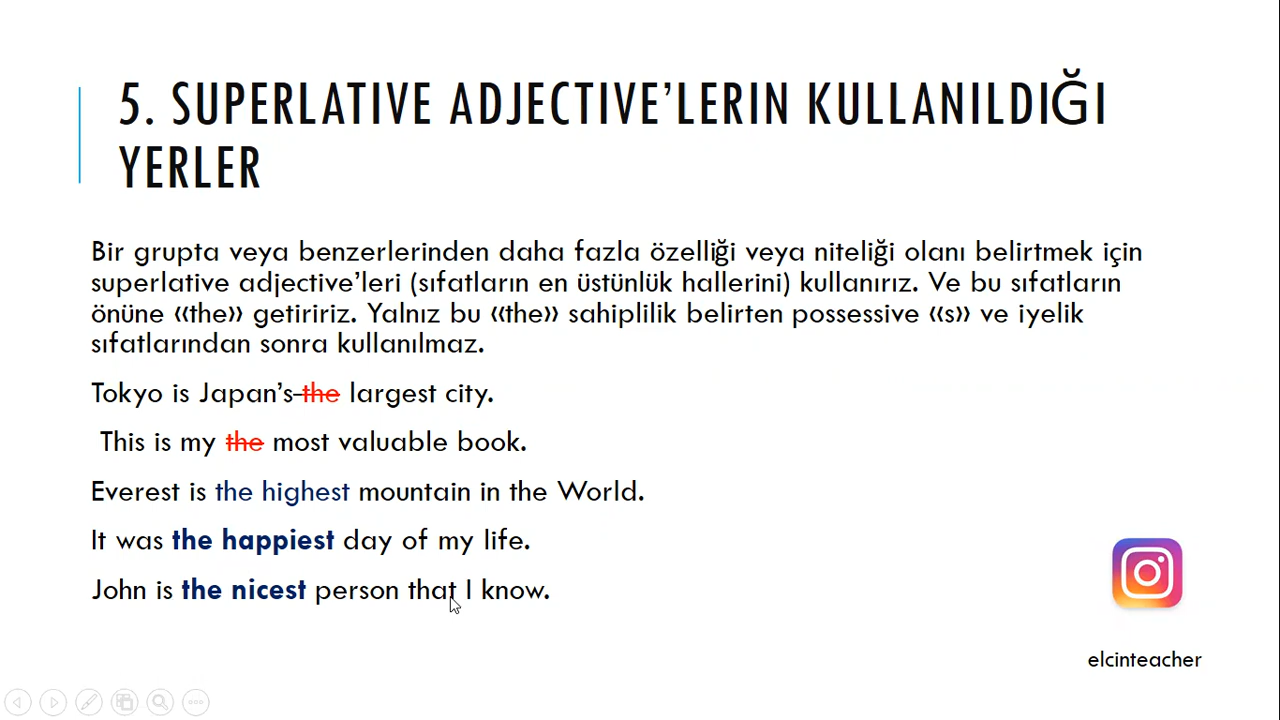 5. SUPERLATIVE ADJECTIVE’LERIN KULLANILDIĞI
YERLER
Bir grupta veya benzerlerinden daha fazla özelliği veya niteliği olanı belirtmek için
superlative adjective’leri (sıfatların en üstünlük hallerini) kullanırız. Ve bu sıfatların
önüne «the» getiririz. Yalnız bu «the» sahiplilik belirten possessive «s» ve iyelik
sıfatlarından sonra kullanılmaz.
Tokyo is Japan’s the largest city.
This is my the most valuable book.
Everest is the highest mountain in the World.
It was the happiest day of my life.
John is the nicest person that I know.
elcinteacher